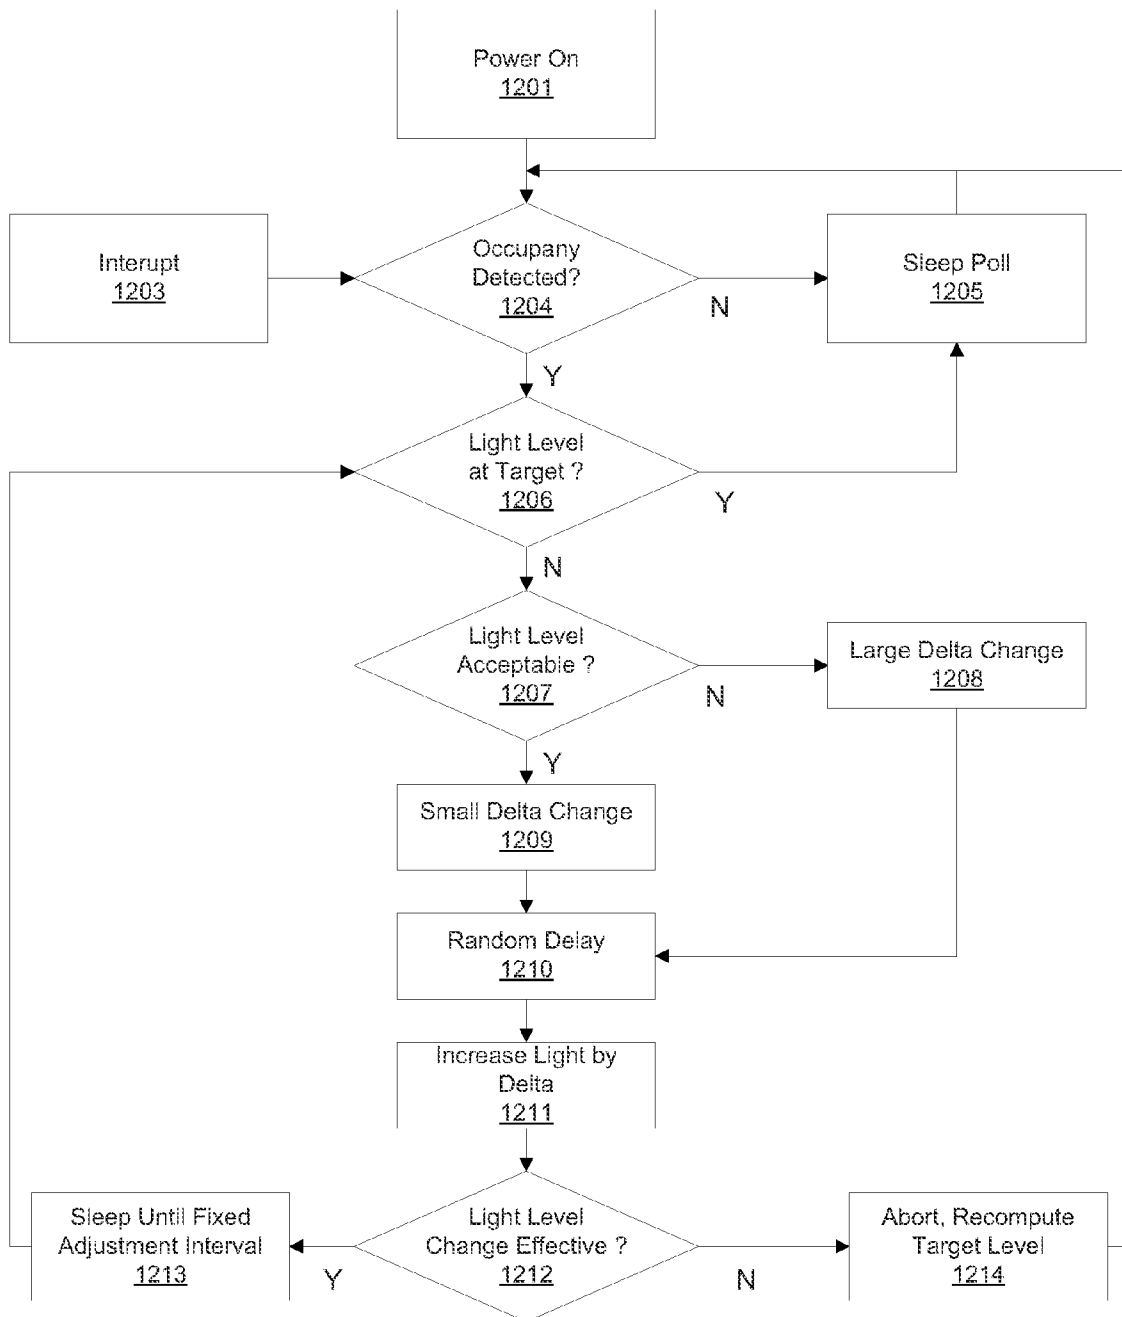 Power On
1201
Interupt
1203
Occupany
Detected?
1204
N
Sleep Poll
1205
Y
Light Level
at Target ?
1206
Y
N
Light Level
Acceptable ?
1207
N
Large Delta Change
1208
Y
Small Delta Change
1209
Random Delay
1210
Increase Light by
Delta
1211
Sleep Until Fixed
Adjustment Interval
1213
Y
Light Level
Change Effective ?
1212
N
Abort, Recompute
Target Level
1214